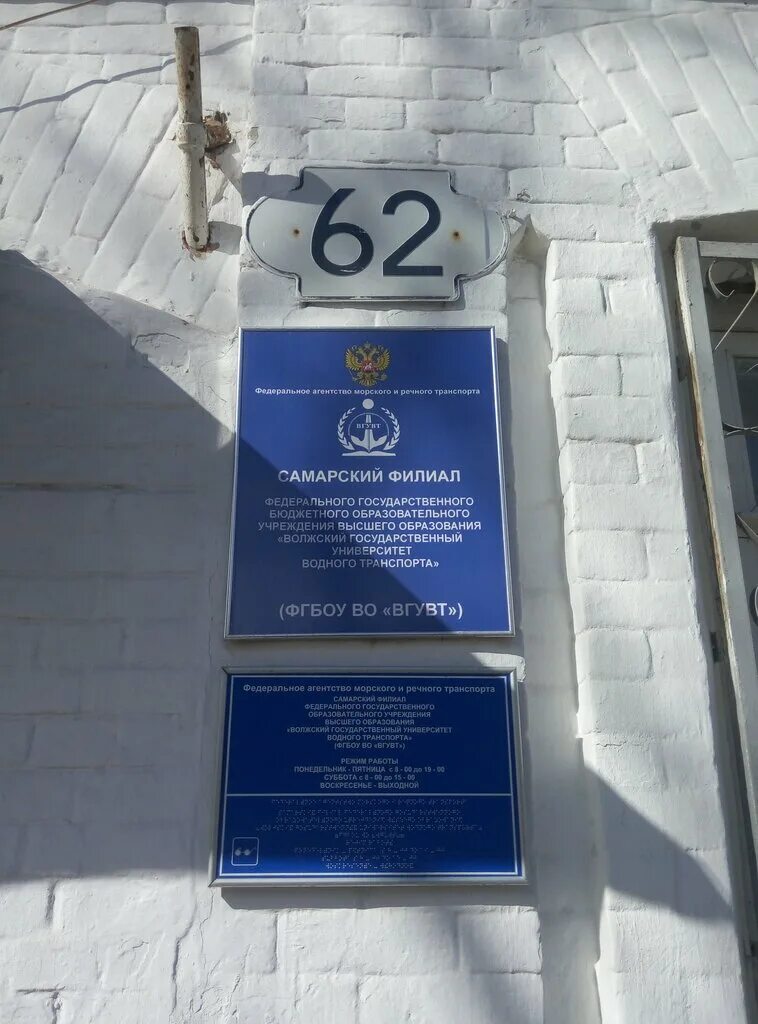 62
Федеральное агентство морского и речного транспорта
ВГУВТ
САМАРСКИЙ ФИЛИАЛ
ФЕДЕРАЛЬНОГО ГОСУДАРСТВЕННОГО
БЮДЖЕТНОГО ОБРАЗОВАТЕЛЬНОГО
УЧРЕЖДЕНИЯ ВЫСШЕГО ОБРАЗОВАНИЯ
«ВОЛЖСКИЙ ГОСУДАРСТВЕННЫЙ
УНИВЕРСИТЕТ
ВОДНОГО ТРАНСПОРТА»
(ФГБОУ ВО «ВГУВТ»)
Федеральное агентство морского и речного транспорта
САМАРСКИЙ ФИЛИАЛ
ФЕДЕРАЛЬНОГО ГОСУДАРСТВЕННОГО
ОБРАЗОВАТЕЛЬНОГО УЧРЕЖДЕНИЯ
ВЫСШЕГО ОБРАЗОВАНИЯ
«ВОЛЖСКИЙ ГОСУДАРСТВЕННЫЙ УНИВЕРСИТЕТ
ВОДНОГО ТРАНСПОРТА»
(ФГБОУ ВО «ВГУВТ»)
РЕЖИМ РАБОТЫ
ПОНЕДЕЛЬНИК - ПЯТНИЦА с 8 - 00 до 19 - 00
СУББОТА с 8 - 00 до 15 - 00
ВОСКРЕСЕНЬЕ - ВЫХОДНОЙ